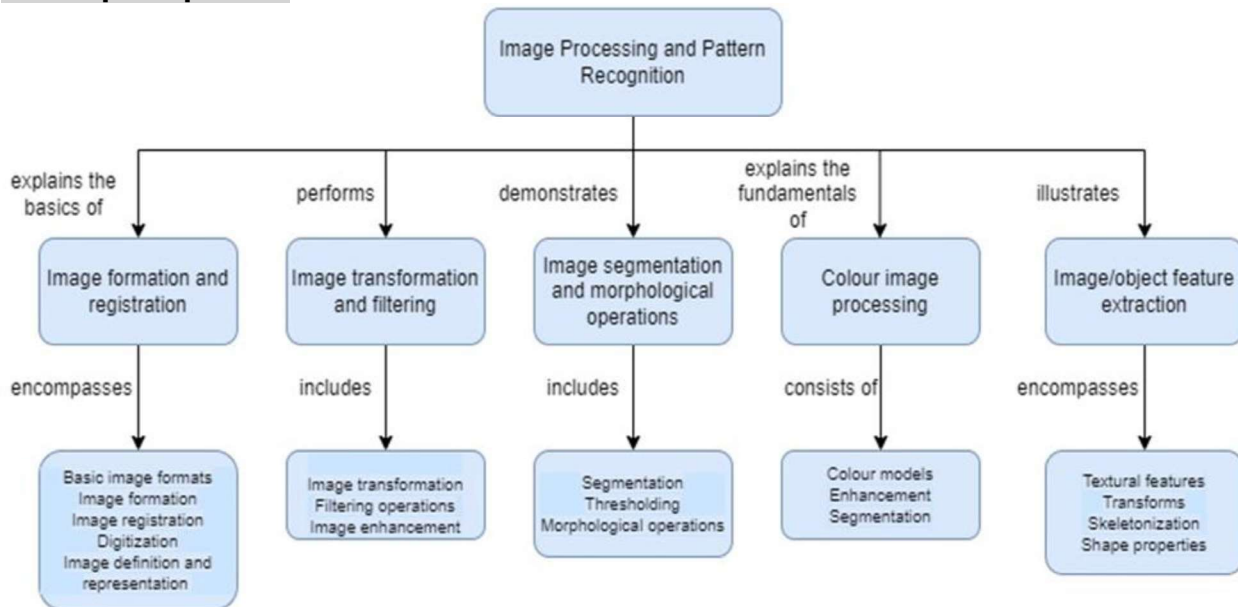 Image Processing and Pattern
Recognition
explains the
basics of
performs
demonstrates
explains the
fundamentals
of
illustrates
Image formation and
registration
Image transformation
and filtering
Image segmentation
and morphological
operations
Colour image
processing
Image/object feature
extraction
encompasses
includes
includes
consists of
encompasses
Basic image formats
Image formation
Image registration
Digitization
Image definition and
representation
Image transformation
Filtering operations
Image enhancement
Segmentation
Thresholding
Morphological operations
Colour models
Enhancement
Segmentation
Textural features
Transforms
Skeletonization
Shape properties